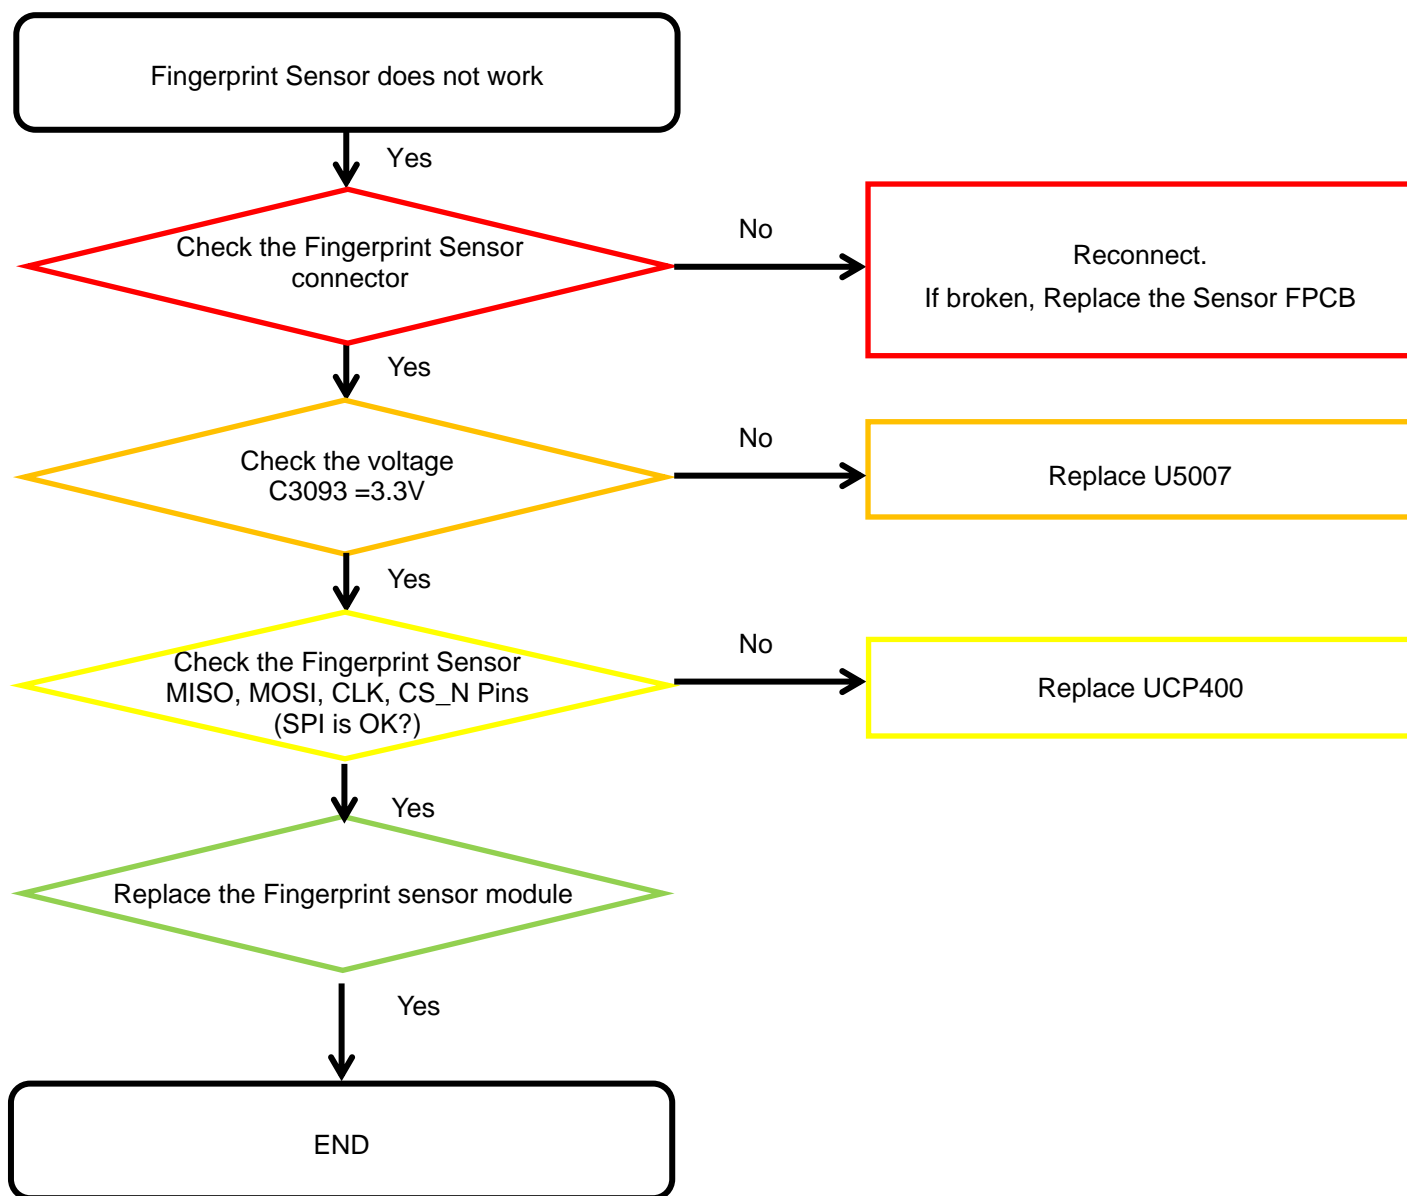 Fingerprint Sensor does not work
Yes
Check the Fingerprint Sensor
connector
No
Reconnect.
If broken, Replace the Sensor FPCB
Yes
Check the voltage
C3093 =3.3V
No
Replace U5007
Yes
Check the Fingerprint Sensor
MISO, MOSI, CLK, CS_N Pins
(SPI is OK?)
No
Replace UCP400
Yes
Replace the Fingerprint sensor module
Yes
END